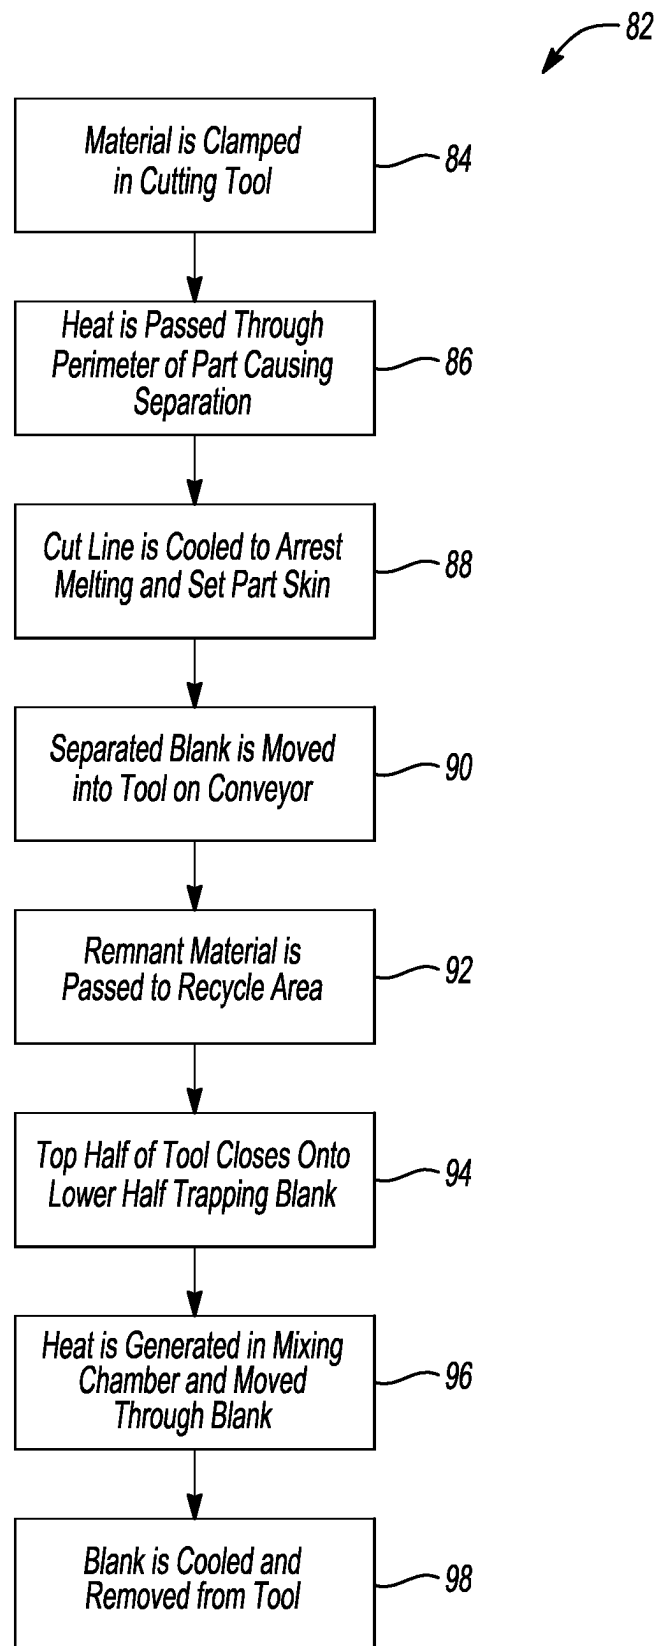 82
Material is Clamped
in Cutting Tool
84
Heat is Passed Through
Perimeter of Part Causing
Separation
86
Cut Line is Cooled to Arrest
Melting and Set Part Skin
88
Separated Blank is Moved
into Tool on Conveyor
90
Remnant Material is
Passed to Recycle Area
92
Top Half of Tool Closes Onto
Lower Half Trapping Blank
94
Heat is Generated in Mixing
Chamber and Moved
Through Blank
96
Blank is Cooled and
Removed from Tool
98